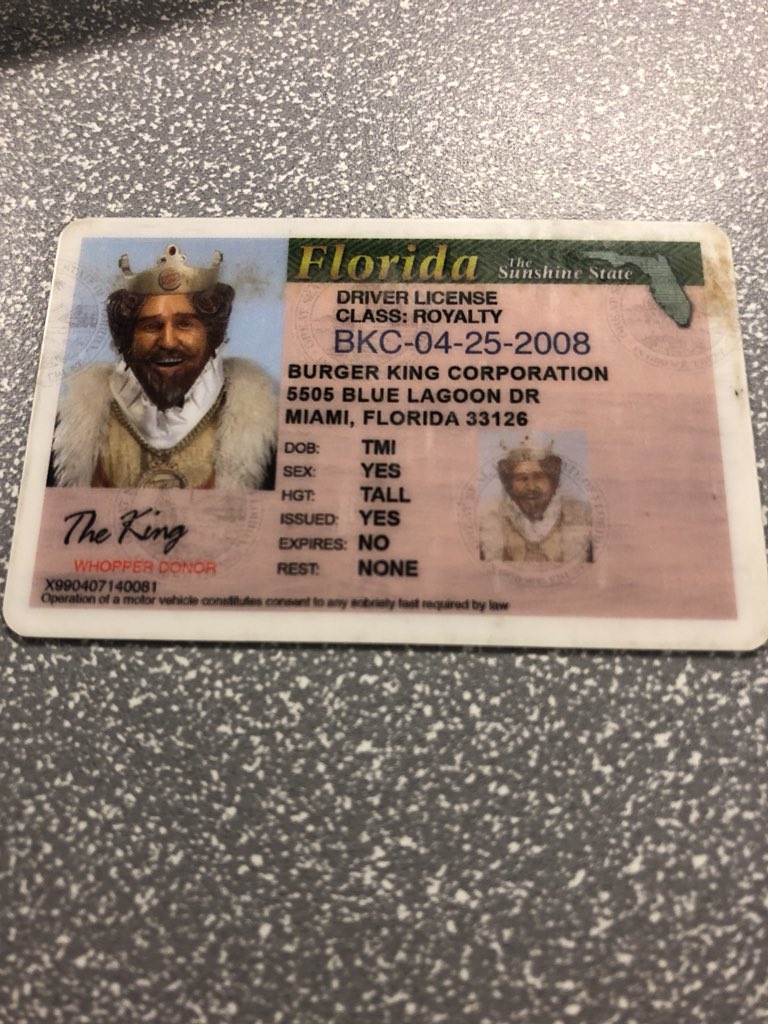 Florida The Sunshine State
DRIVER LICENSE
CLASS: ROYALTY
BKC-04-25-2008
BURGER KING CORPORATION
5505 BLUE LAGOON DR
MIAMI, FLORIDA 33126
DOB: TMI
SEX: YES
HGT: TALL
ISSUED: YES
EXPIRES: NO
REST: NONE
The King
WHOPPER DONOR
X990407140081
Operation of a motor vehicle constitutes consent to any sobriety test required by law